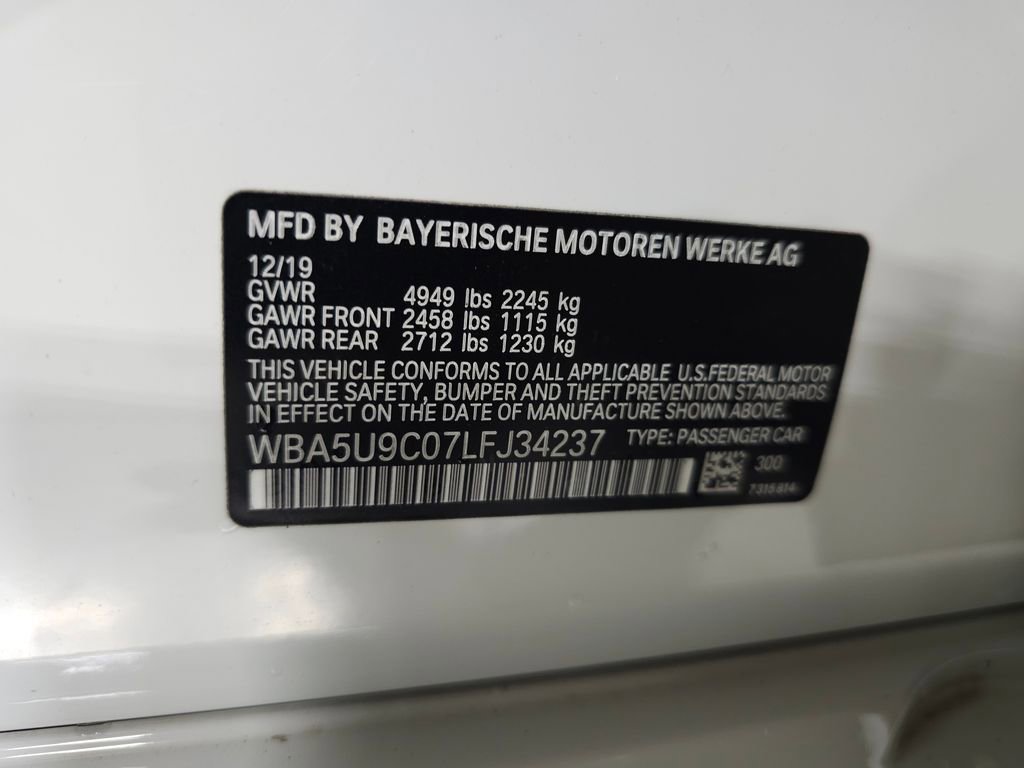 MFD BY BAYERISCHE MOTOREN WERKE AG
12/19
GVWR 4949 lbs 2245 kg
GAWR FRONT 2458 lbs 1115 kg
GAWR REAR 2712 lbs 1230 kg
THIS VEHICLE CONFORMS TO ALL APPLICABLE U.S.FEDERAL MOTOR
VEHICLE SAFETY, BUMPER AND THEFT PREVENTION STANDARDS
IN EFFECT ON THE DATE OF MANUFACTURE SHOWN ABOVE.
WBA5U9C07LFJ34237 TYPE: PASSENGER CAR
300
7315814